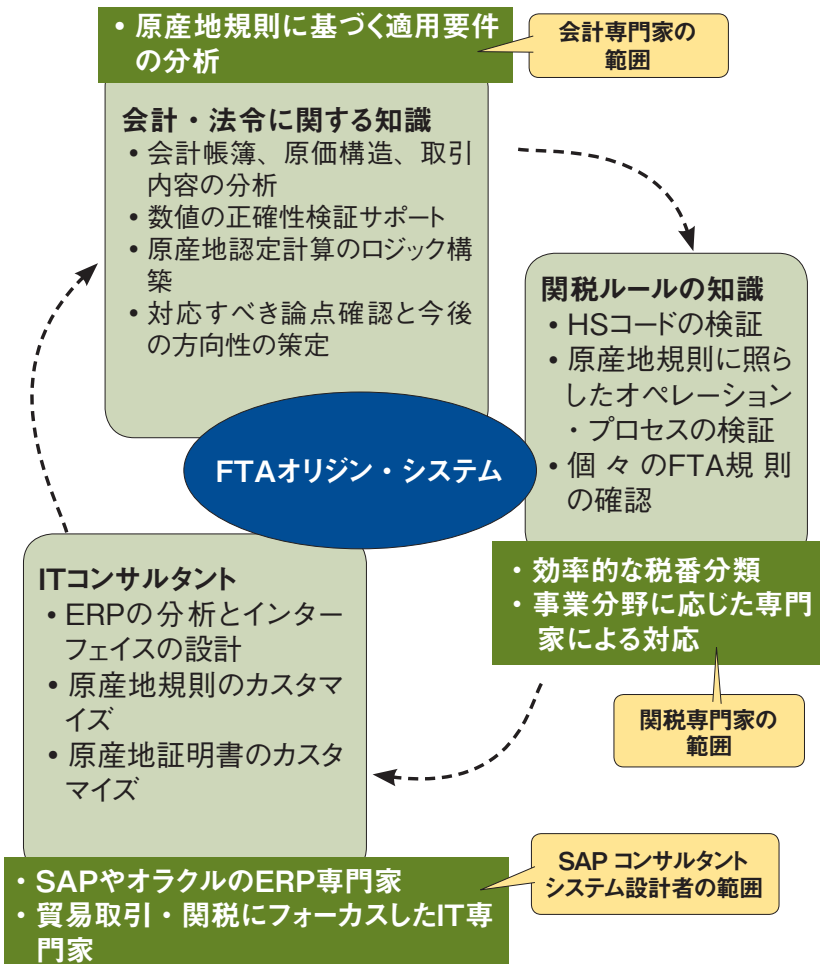 ・原産地規則に基づく適用要件
の分析
会計専門家の
範囲
会計・法令に関する知識
• 会計帳簿、原価構造、取引
内容の分析
• 数値の正確性検証サポート
• 原産地認定計算のロジック構
築
• 対応すべき論点確認と今後
の方向性の策定
関税ルールの知識
• HSコードの検証
• 原産地規則に照ら
したオペレーション
・プロセスの検証
• 個々のFTA規則
の確認
FTAオリジン・システム
・効率的な税番分類
・事業分野に応じた専門
家による対応
関税専門家の
範囲
ITコンサルタント
• ERPの分析とインター
フェイスの設計
• 原産地規則のカスタマ
イズ
• 原産地証明書のカスタ
マイズ
・SAPやオラクルのERP専門家
・貿易取引・関税にフォーカスしたIT専
門家
SAP コンサルタント
システム設計者の範囲